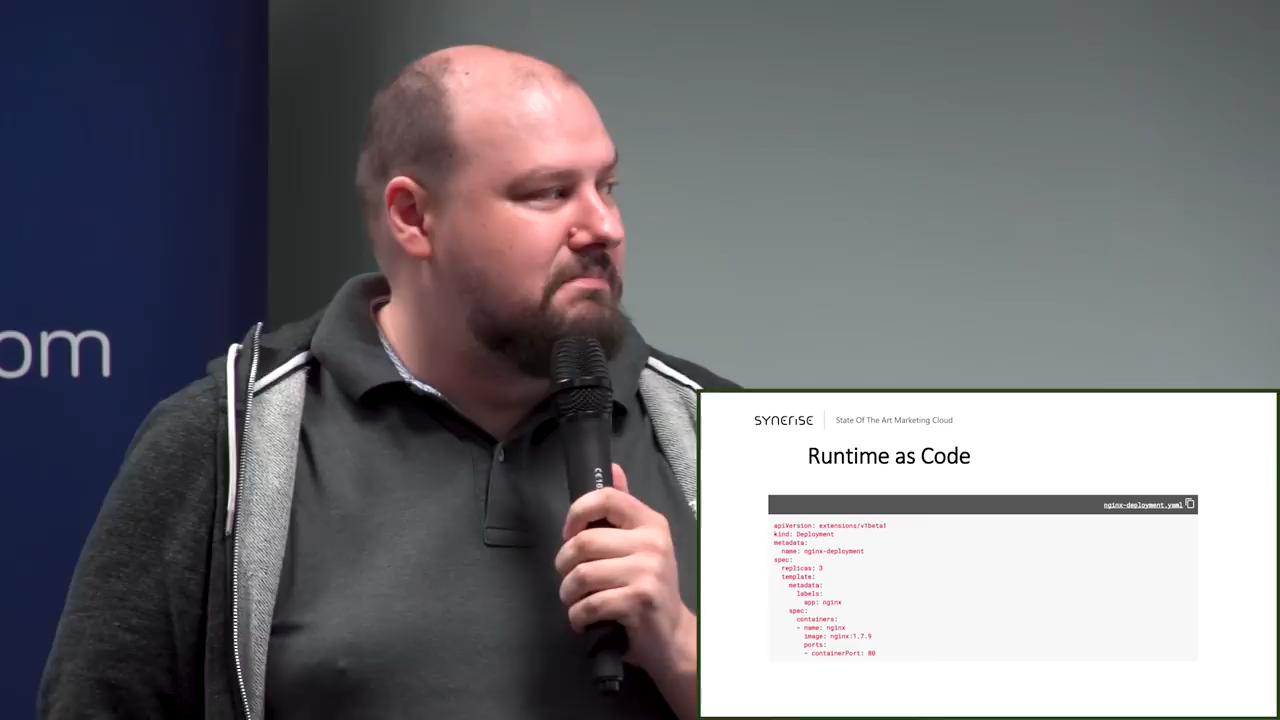 om
SYNERISE
State Of The Art Marketing Cloud
Runtime as Code
nginx-deployment.yaml
apiVersion: extensions/v1beta1
kind: Deployment
metadata:
name: nginx-deployment
spec:
replicas: 3
template:
metadata:
labels:
app: nginx
spec:
containers:
- name: nginx
image: nginx:1.7.9
ports:
- containerPort: 80